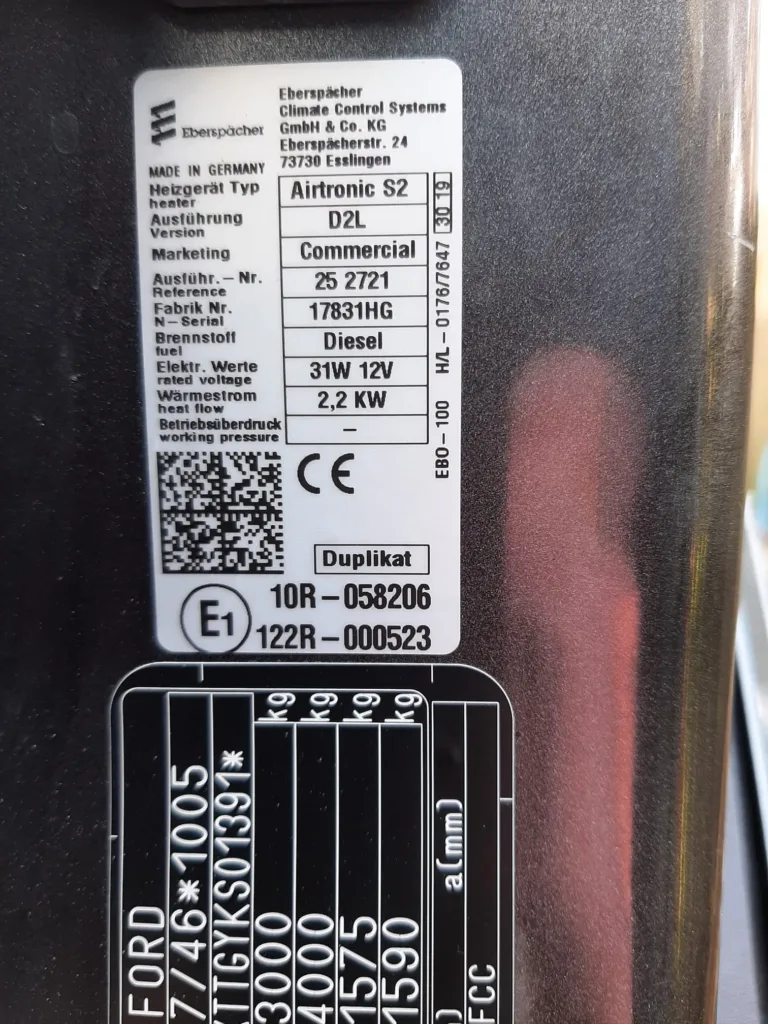 Eberspächer
Eberspächer
Climate Control Systems
GmbH & Co. KG
Eberspächerstr. 24
73730 Esslingen
MADE IN GERMANY
Heizgerät Typ
heater
Airtronic S2
Ausführung
Version
D2L
Marketing
Commercial
Ausführ.–Nr.
Reference
25 2721
Fabrik Nr.
N–Serial
17831HG
Brennstoff
fuel
Diesel
Elektr. Werte
rated voltage
31W 12V
Wärmestrom
heat flow
2,2 KW
Betriebsüberdruck
working pressure
–
EBO–100 H/L–0176/7647 30 19
CE
Duplikat
E1
10R–058206
122R–000523
FORD
7/46*1005
TTGYKS01391*
3000 kg
4000 kg
1575 kg
1590 kg
a(mm)
FCC